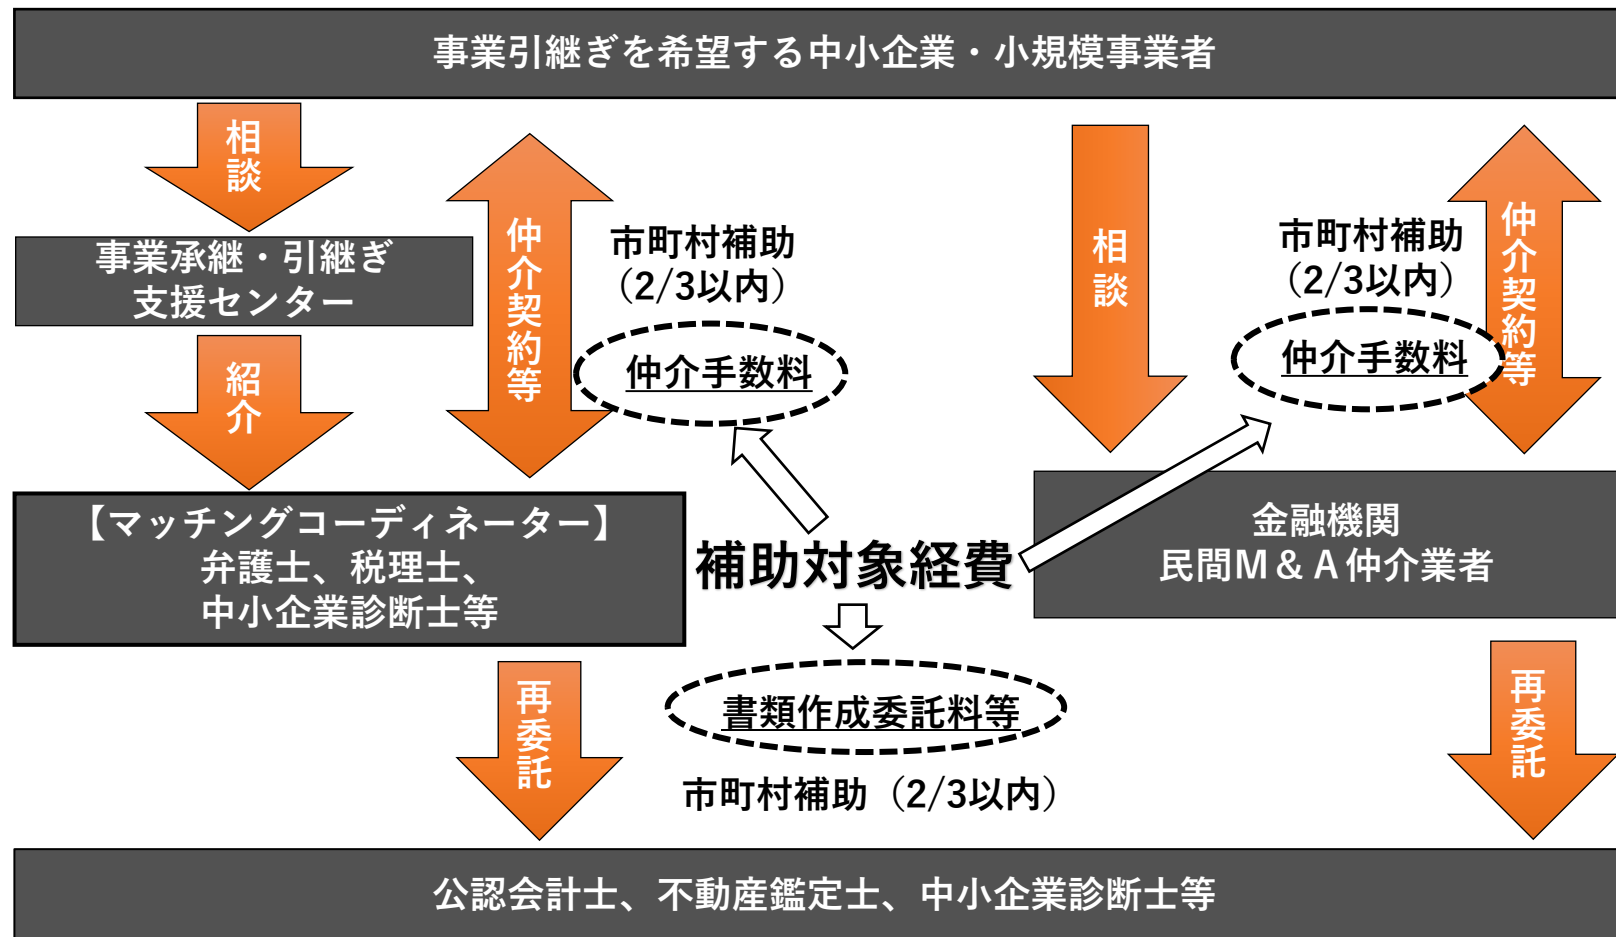 事業引継ぎを希望する中小企業・小規模事業者
相談
事業承継・引継ぎ
支援センター
紹介
仲介契約等
市町村補助
（2/3以内）
仲介手数料
相談
市町村補助
（2/3以内）
仲介手数料
仲介契約等
【マッチングコーディネーター】
弁護士、税理士、
中小企業診断士等
補助対象経費
金融機関
民間Ｍ＆Ａ仲介業者
再委託
書類作成委託料等
市町村補助（2/3以内）
再委託
公認会計士、不動産鑑定士、中小企業診断士等